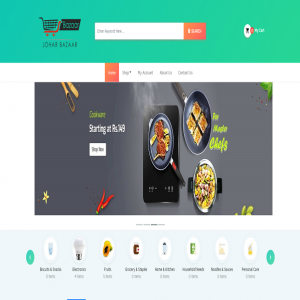 Bazaar
JOHAR BAZAAR
Enter keyword here...
SEARCH
0
My Cart
Home
Shop
My Account
About Us
Contact Us
Cookware
Starting at Rs.149
Shop Now
For
Master
Chefs
Biscuits & Snacks
Electronics
Fruits
Grocery & Staples
Home & Kitchen
Household Needs
Noodles & Sauces
Personal Care